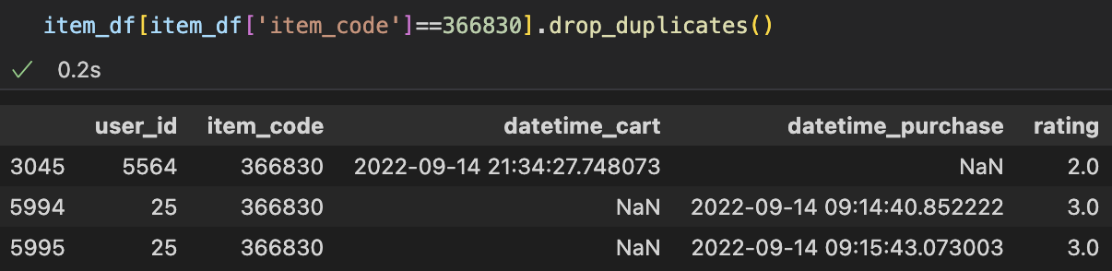 item_df[item_df['item_code']==366830].drop_duplicates()
✓ 0.2s
user_id item_code datetime_cart datetime_purchase rating
3045 5564 366830 2022-09-14 21:34:27.748073 NaN 2.0
5994 25 366830 NaN 2022-09-14 09:14:40.852222 3.0
5995 25 366830 NaN 2022-09-14 09:15:43.073003 3.0